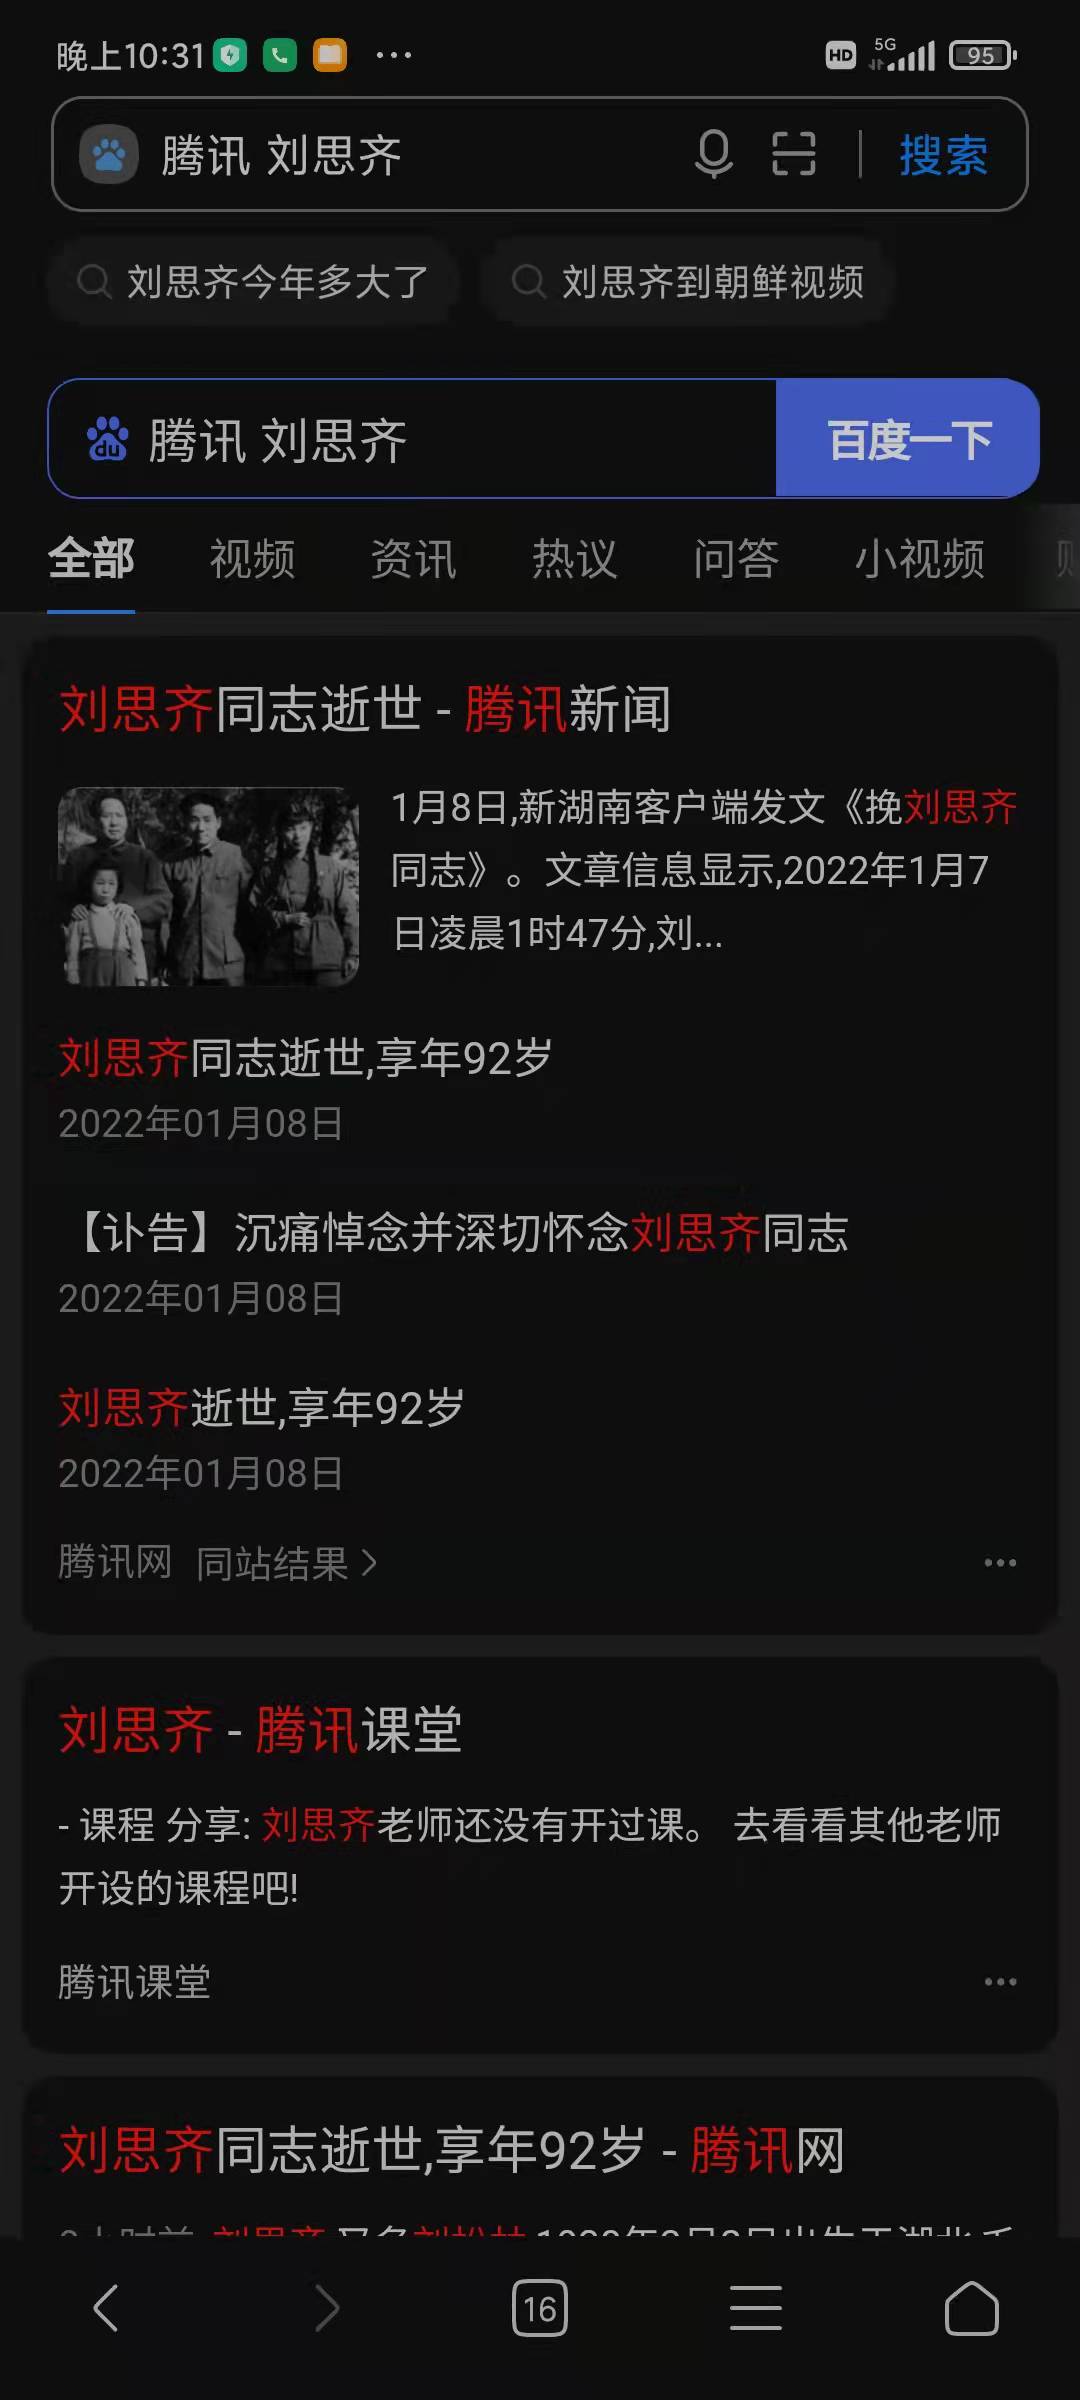 晚上10:31
HD 5G 95
腾讯 刘思齐 搜索
刘思齐今年多大了 刘思齐到朝鲜视频
du 腾讯 刘思齐 百度一下
全部 视频 资讯 热议 问答 小视频
刘思齐同志逝世 - 腾讯新闻
1月8日,新湖南客户端发文《挽刘思齐
同志》。文章信息显示,2022年1月7
日凌晨1时47分,刘...
刘思齐同志逝世,享年92岁
2022年01月08日
【讣告】沉痛悼念并深切怀念刘思齐同志
2022年01月08日
刘思齐逝世,享年92岁
2022年01月08日
腾讯网 同站结果
刘思齐 - 腾讯课堂
- 课程 分享: 刘思齐老师还没有开过课。 去看看其他老师
开设的课程吧!
腾讯课堂
刘思齐同志逝世,享年92岁 - 腾讯网
16